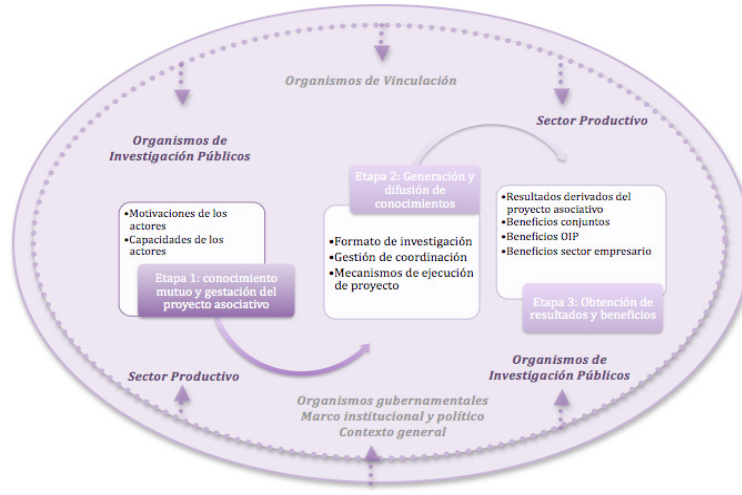 Organismos de Vinculación
Sector Productivo
Organismos de
Investigación Públicos
Etapa 2: Generación y
difusión de
conocimientos
•Motivaciones de los
actores
•Capacidades de los
actores
Etapa 1: conocimiento
mutuo y gestación del
proyecto asociativo
•Formato de investigación
•Gestión de coordinación
•Mecanismos de ejecución
de proyecto
•Resultados derivados del
proyecto asociativo
•Beneficios conjuntos
•Beneficios OIP
•Beneficios sector empresario
Etapa 3: Obtención de
resultados y beneficios
Sector Productivo
Organismos de
Investigación Públicos
Organismos gubernamentales
Marco institucional y político
Contexto general